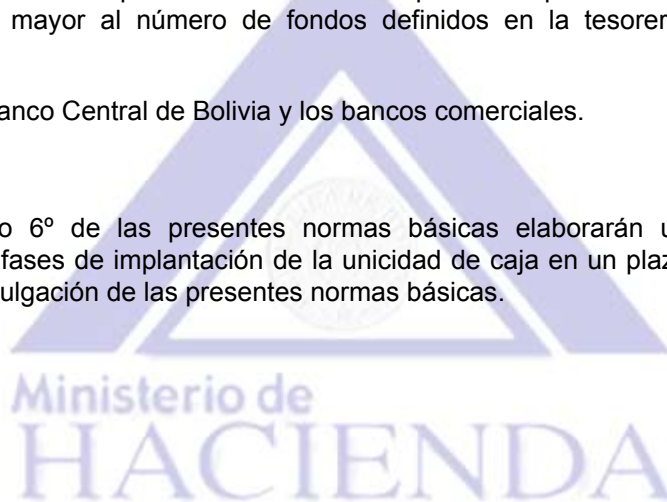 mayor al número de fondos definidos en la tesorer
anco Central de Bolivia y los bancos comerciales.
o 6º de las presentes normas básicas elaborarán u
fases de implantación de la unicidad de caja en un plaz
ulgación de las presentes normas básicas.
Ministerio de
HACIENDA